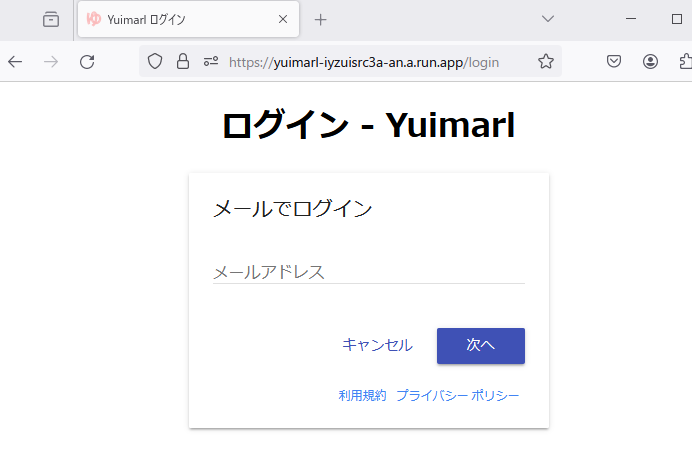 Yuimarl ログイン
https://yuimarl-iyzuisrc3a-an.a.run.app/login
ログイン - Yuimarl
メールでログイン
メールアドレス
キャンセル 次へ
利用規約 プライバシー ポリシー